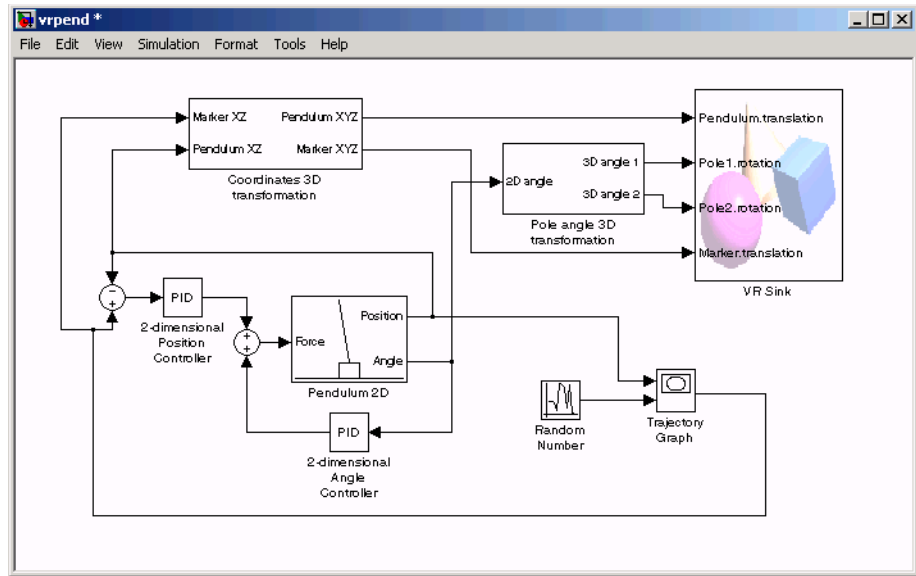 vrpend *
File Edit View Simulation Format Tools Help
Marker XZ Pendulum XYZ
Pendulum XZ Marker XYZ
Coordinates 3D
transformation
2D angle
3D angle 1
3D angle 2
Pole angle 3D
transformation
Pendulum.translation
Pole1.rotation
Pole2.rotation
Marker.translation
VR Sink
PID
2-dimensional
Position
Controller
Force
Position
Angle
Pendulum 2D
PID
2-dimensional
Angle
Controller
Random
Number
Trajectory
Graph